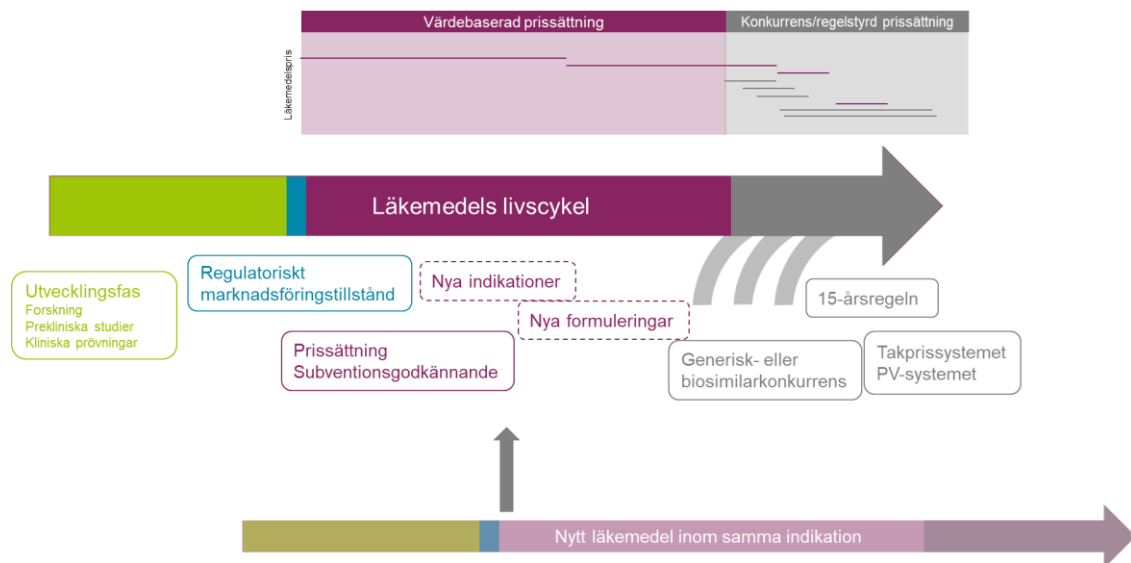 Värdebaserad prissättning
Konkurrens/regelstyrd prissättning
Läkemedelspris
Läkemedels livscykel
Utvecklingsfas
Forskning
Prekliniska studier
Kliniska prövningar
Regulatoriskt
marknadsföringstillstånd
Nya indikationer
Nya formuleringar
Prissättning
Subventionsgodkännande
15-årsregeln
Generisk- eller
biosimilarkonkurrens
Takprissystemet
PV-systemet
Nytt läkemedel inom samma indikation